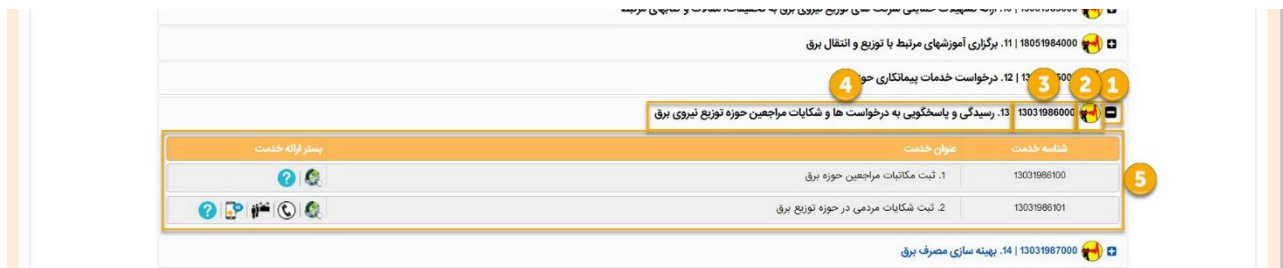 18051984000 | 11. برگزاری آموزشهای مرتبط با توزیع و انتقال برق
12. درخواست خدمات پیمانکاری
4 3 2 1
13031986000 | 13. رسیدگی و پاسخگویی به درخواست ها و شکایات مراجعین حوزه توزیع نیروی برق
شناسه خدمت عنوان خدمت بستر ارائه خدمت
13031986100 1. ثبت مکاتبات مراجعین حوزه برق
5
13031986101 2. ثبت شکایات مردمی در حوزه توزیع برق
13031987000 | 14. بهینه سازی مصرف برق